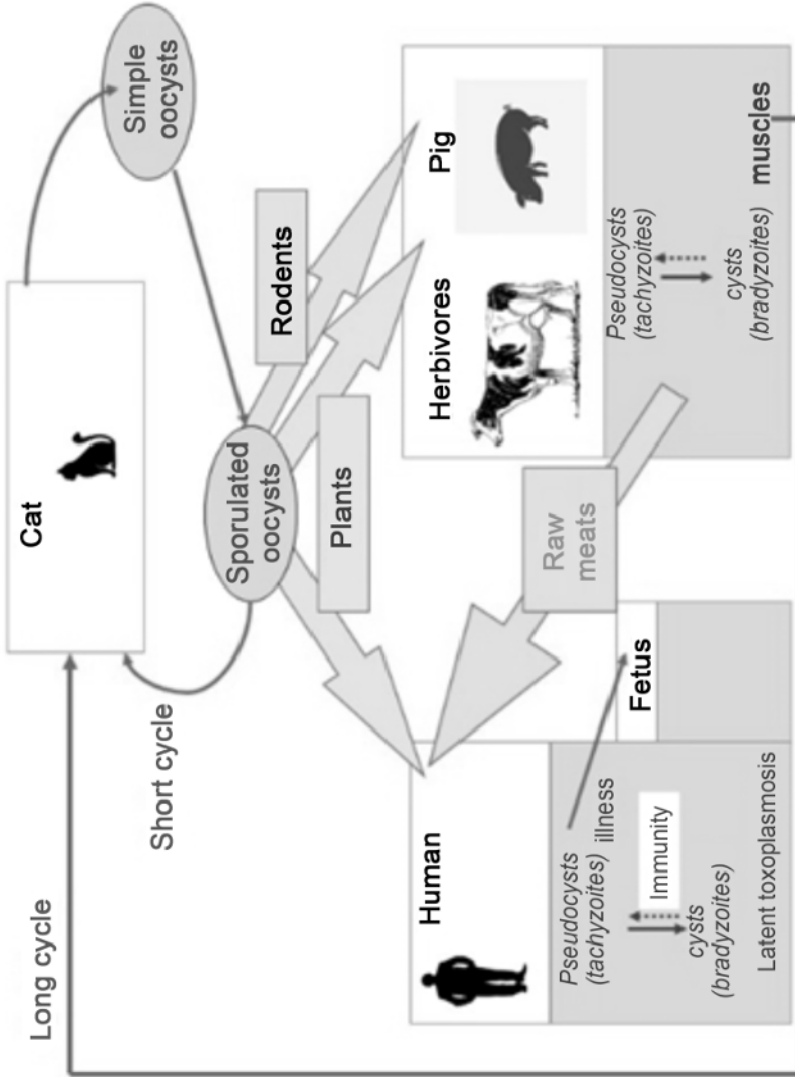 Long cycle
Short cycle
Cat
Simple
oocysts
Sporulated
oocysts
Rodents
Plants
Human
Pseudocysts
(tachyzoites)
illness
Immunity
cysts
(bradyzoites)
Latent toxoplasmosis
Fetus
Raw
meats
Herbivores
Pig
Pseudocysts
(tachyzoites)
cysts
(bradyzoites)
muscles